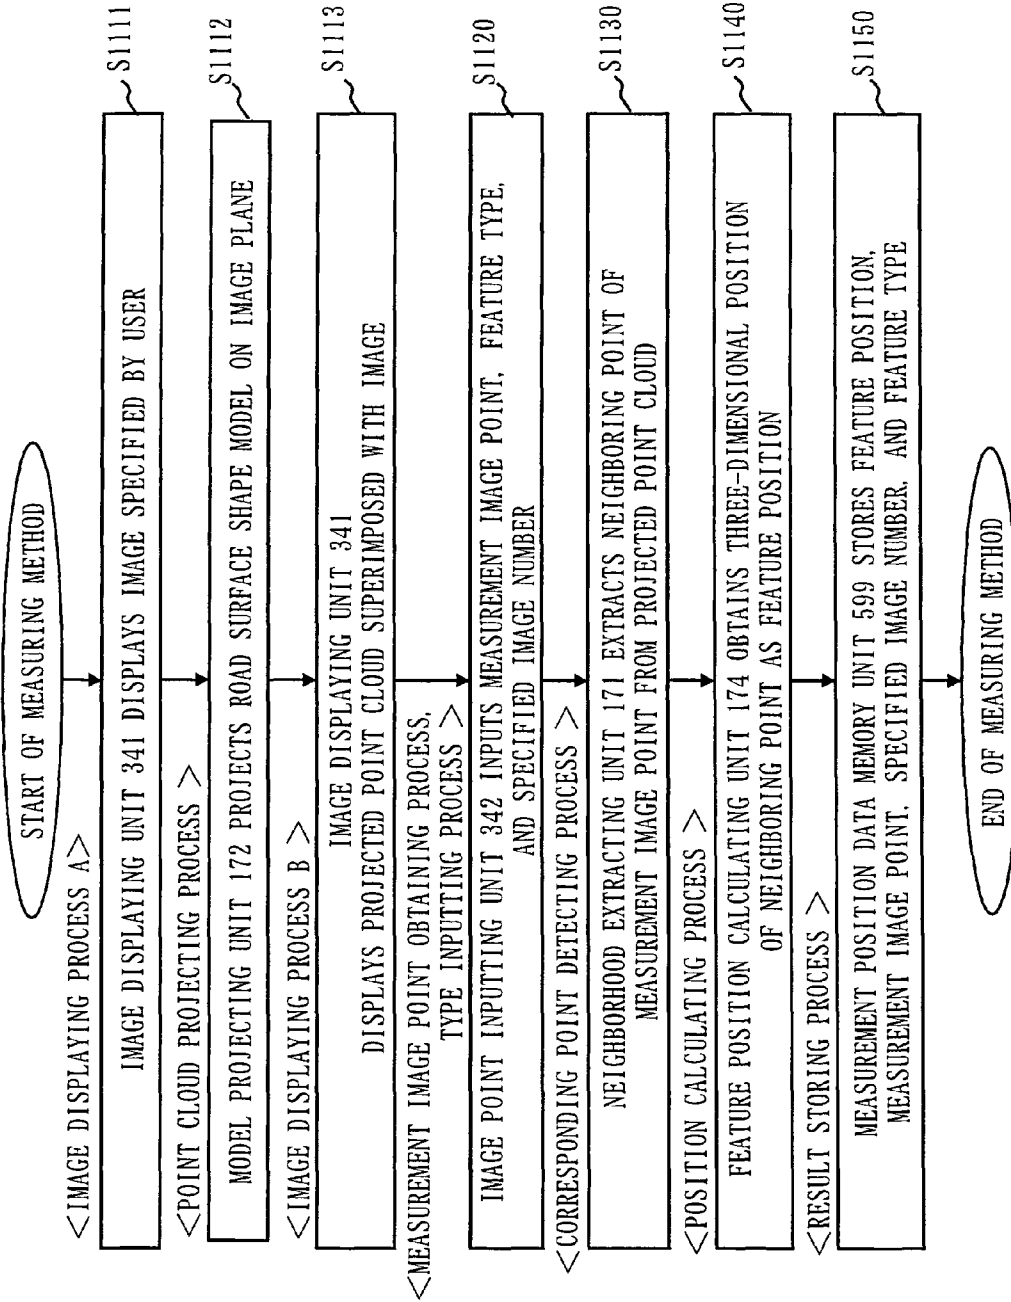 START OF MEASURING METHOD
<IMAGE DISPLAYING PROCESS A>
S1111
IMAGE DISPLAYING UNIT 341 DISPLAYS IMAGE SPECIFIED BY USER
<POINT CLOUD PROJECTING PROCESS >
S1112
MODEL PROJECTING UNIT 172 PROJECTS ROAD SURFACE SHAPE MODEL ON IMAGE PLANE
<IMAGE DISPLAYING PROCESS B >
S1113
IMAGE DISPLAYING UNIT 341
DISPLAYS PROJECTED POINT CLOUD SUPERIMPOSED WITH IMAGE
<MEASUREMENT IMAGE POINT OBTAINING PROCESS,
TYPE INPUTTING PROCESS >
S1120
IMAGE POINT INPUTTING UNIT 342 INPUTS MEASUREMENT IMAGE POINT, FEATURE TYPE,
AND SPECIFIED IMAGE NUMBER
<CORRESPONDING POINT DETECTING PROCESS >
S1130
NEIGHBORHOOD EXTRACTING UNIT 171 EXTRACTS NEIGHBORING POINT OF
MEASUREMENT IMAGE POINT FROM PROJECTED POINT CLOUD
<POSITION CALCULATING PROCESS >
S1140
FEATURE POSITION CALCULATING UNIT 174 OBTAINS THREE-DIMENSIONAL POSITION
OF NEIGHBORING POINT AS FEATURE POSITION
<RESULT STORING PROCESS >
S1150
MEASUREMENT POSITION DATA MEMORY UNIT 599 STORES FEATURE POSITION,
MEASUREMENT IMAGE POINT, SPECIFIED IMAGE NUMBER, AND FEATURE TYPE
END OF MEASURING METHOD